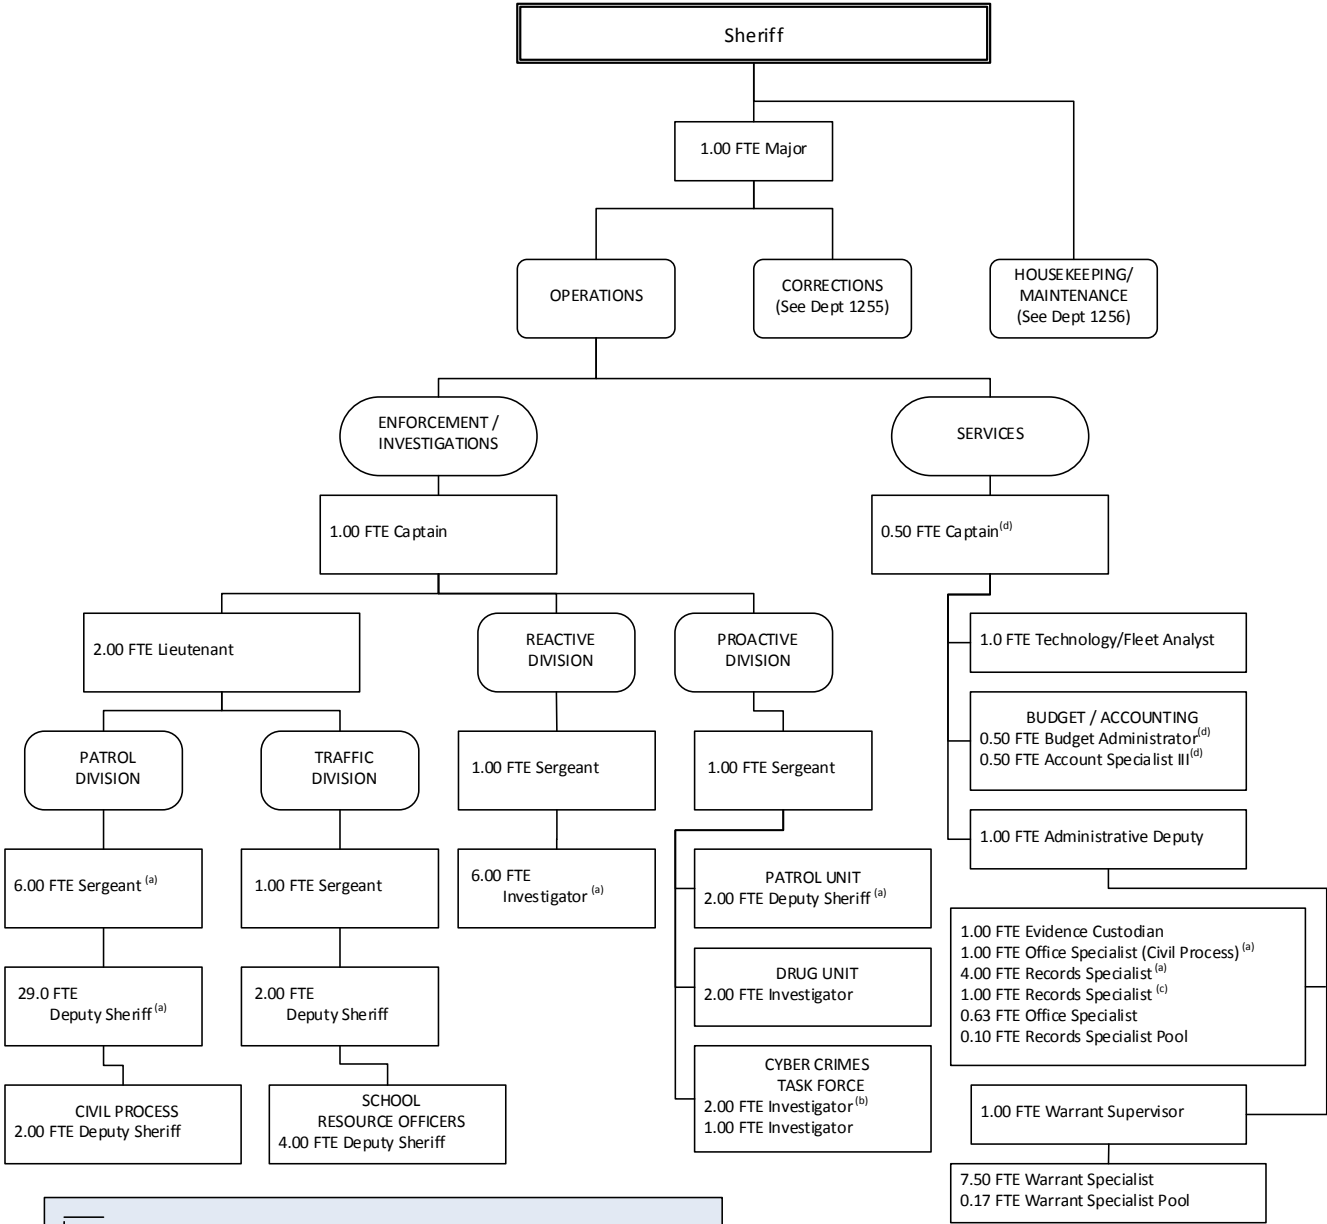 Sheriff
1.00 FTE Major
OPERATIONS
CORRECTIONS
(See Dept 1255)
HOUSEKEEPING/
MAINTENANCE
(See Dept 1256)
ENFORCEMENT /
INVESTIGATIONS
SERVICES
1.00 FTE Captain
0.50 FTE Captain(d)
2.00 FTE Lieutenant
REACTIVE
DIVISION
PROACTIVE
DIVISION
1.0 FTE Technology/Fleet Analyst
BUDGET / ACCOUNTING
0.50 FTE Budget Administrator(d)
0.50 FTE Account Specialist III(d)
PATROL
DIVISION
TRAFFIC
DIVISION
1.00 FTE Sergeant
1.00 FTE Sergeant
1.00 FTE Administrative Deputy
6.00 FTE Sergeant (a)
1.00 FTE Sergeant
6.00 FTE
Investigator (a)
PATROL UNIT
2.00 FTE Deputy Sheriff (a)
1.00 FTE Evidence Custodian
1.00 FTE Office Specialist (Civil Process) (a)
4.00 FTE Records Specialist (a)
1.00 FTE Records Specialist (c)
0.63 FTE Office Specialist
0.10 FTE Records Specialist Pool
29.0 FTE
Deputy Sheriff (a)
2.00 FTE
Deputy Sheriff
DRUG UNIT
2.00 FTE Investigator
CYBER CRIMES
TASK FORCE
2.00 FTE Investigator(b)
1.00 FTE Investigator
CIVIL PROCESS
2.00 FTE Deputy Sheriff
SCHOOL
RESOURCE OFFICERS
4.00 FTE Deputy Sheriff
1.00 FTE Warrant Supervisor
7.50 FTE Warrant Specialist
0.17 FTE Warrant Specialist Pool